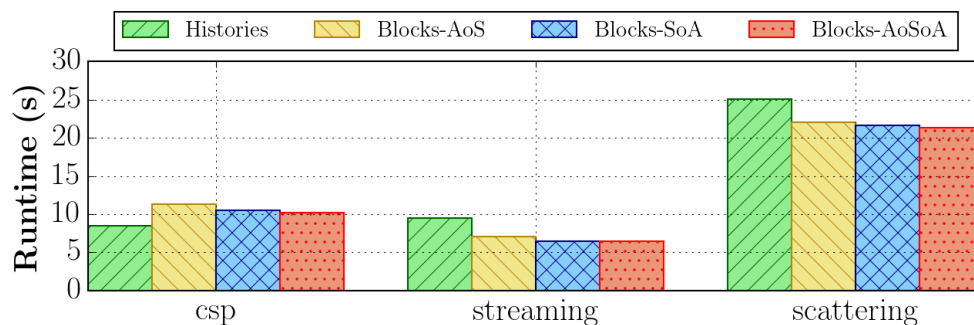 Histories Blocks-AoS Blocks-SoA Blocks-AoSoA
30
25
20
15
10
5
0
Runtime (s)
csp streaming scattering